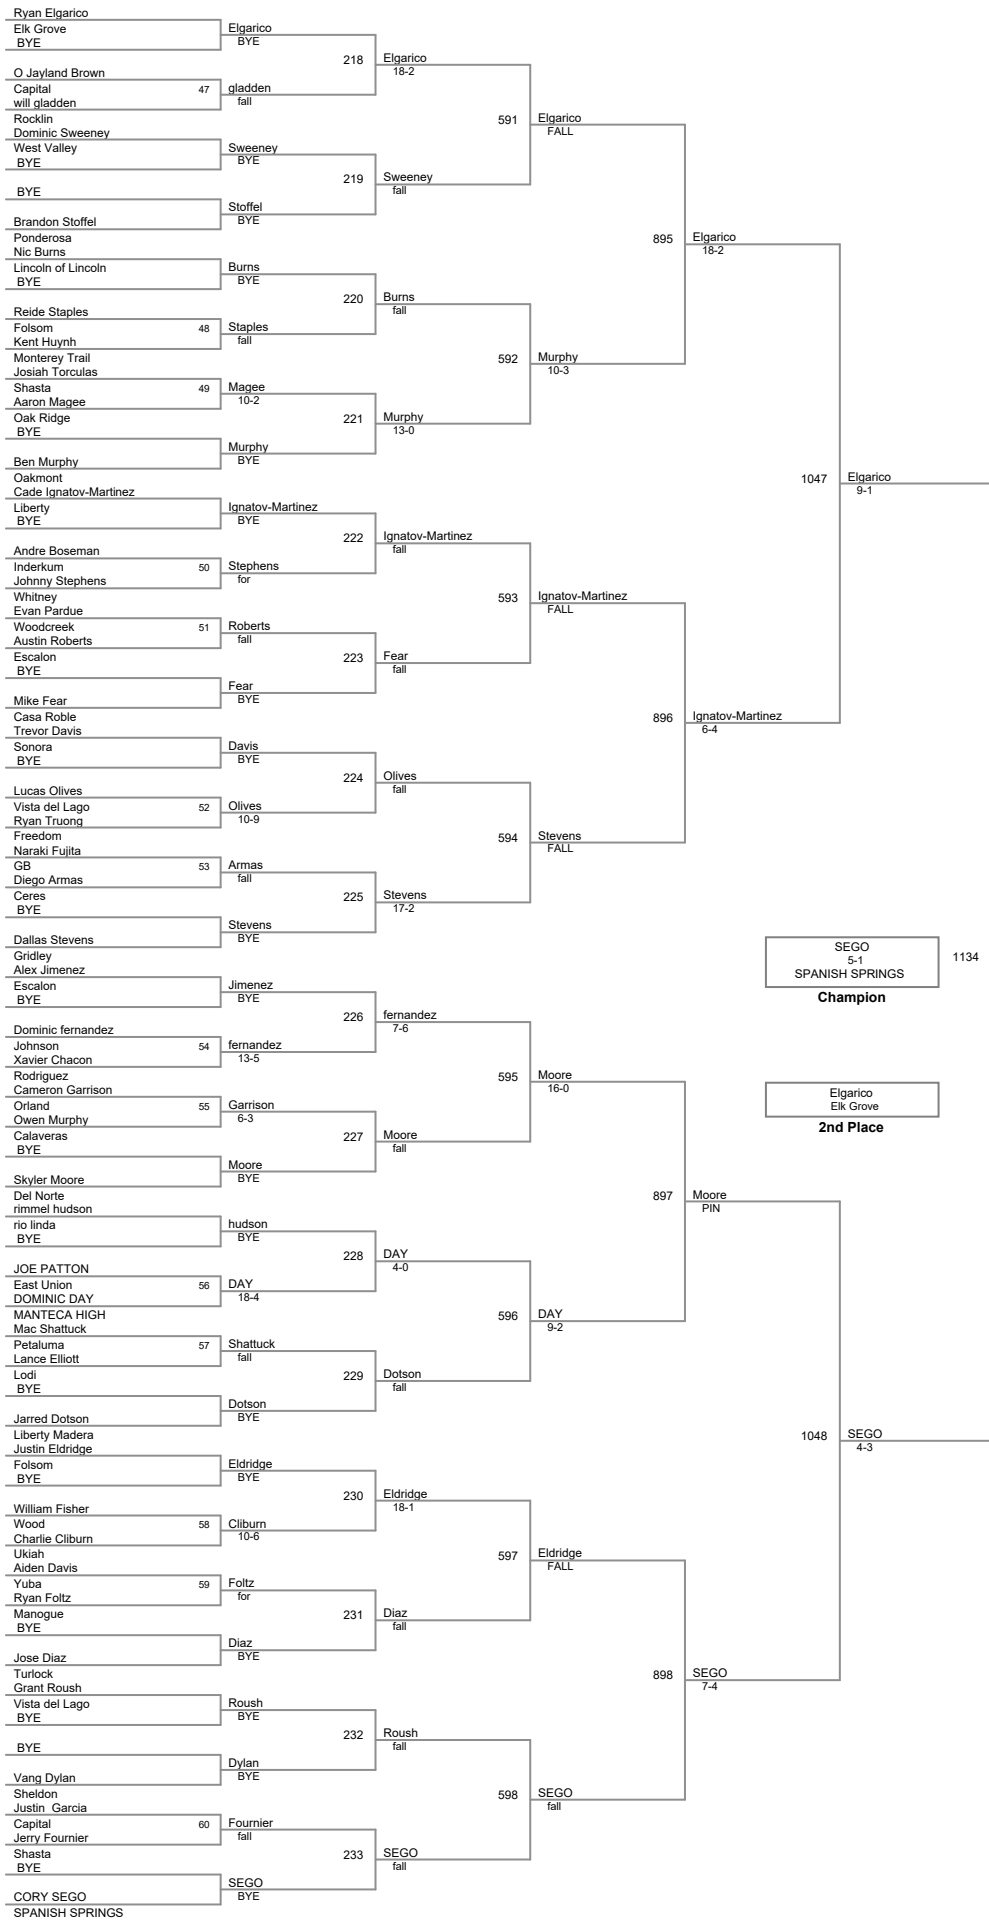 Ryan Elgarico
Elk Grove
BYE
Elgarico
BYE
218
Elgarico
18-2
O Jayland Brown
Capital
47
will gladden
Rocklin
gladden
fall
591
Elgarico
FALL
Dominic Sweeney
West Valley
BYE
Sweeney
BYE
219
Sweeney
fall
BYE
Brandon Stoffel
Ponderosa
Stoffel
BYE
895
Elgarico
18-2
Nic Burns
Lincoln of Lincoln
BYE
Burns
BYE
220
Burns
fall
Reide Staples
Folsom
48
Kent Huynh
Monterey Trail
Staples
fall
592
Murphy
10-3
Josiah Torculas
Shasta
49
Aaron Magee
Oak Ridge
Magee
10-2
221
Murphy
13-0
BYE
Ben Murphy
Oakmont
Murphy
BYE
1047
Elgarico
9-1
Cade Ignatov-Martinez
Liberty
BYE
Ignatov-Martinez
BYE
222
Ignatov-Martinez
fall
Andre Boseman
Inderkum
50
Johnny Stephens
Whitney
Stephens
for
593
Ignatov-Martinez
FALL
Evan Pardue
Woodcreek
51
Austin Roberts
Escalon
Roberts
fall
223
Fear
fall
BYE
Mike Fear
Casa Roble
Fear
BYE
896
Ignatov-Martinez
6-4
Trevor Davis
Sonora
BYE
Davis
BYE
224
Olives
fall
Lucas Olives
Vista del Lago
52
Ryan Truong
Freedom
Olives
10-9
594
Stevens
FALL
Naraki Fujita
GB
53
Diego Armas
Ceres
Armas
fall
225
Stevens
17-2
BYE
Dallas Stevens
Gridley
Stevens
BYE
SEGO
5-1
SPANISH SPRINGS
1134
Champion
Alex Jimenez
Escalon
BYE
Jimenez
BYE
226
fernandez
7-6
Dominic fernandez
Johnson
54
Xavier Chacon
Rodriguez
fernandez
13-5
595
Moore
16-0
Elgarico
Elk Grove
2nd Place
Cameron Garrison
Orland
55
Owen Murphy
Calaveras
Garrison
6-3
227
Moore
fall
BYE
Skyler Moore
Del Norte
Moore
BYE
897
Moore
PIN
rimmel hudson
rio linda
BYE
hudson
BYE
228
DAY
4-0
JOE PATTON
East Union
56
DOMINIC DAY
MANTECA HIGH
DAY
18-4
596
DAY
9-2
Mac Shattuck
Petaluma
57
Lance Elliott
Lodi
Shattuck
fall
229
Dotson
fall
BYE
Jarred Dotson
Liberty Madera
Dotson
BYE
1048
SEGO
4-3
Justin Eldridge
Folsom
BYE
Eldridge
BYE
230
Eldridge
18-1
William Fisher
Wood
58
Charlie Cliburn
Ukiah
Cliburn
10-6
597
Eldridge
FALL
Aiden Davis
Yuba
59
Ryan Foltz
Manogue
Foltz
for
231
Diaz
fall
BYE
Jose Diaz
Turlock
Diaz
BYE
898
SEGO
7-4
Grant Roush
Vista del Lago
BYE
Roush
BYE
232
Roush
fall
BYE
Vang Dylan
Sheldon
Dylan
BYE
598
SEGO
fall
Justin Garcia
Capital
60
Jerry Fournier
Shasta
Fournier
fall
233
SEGO
fall
BYE
CORY SEGO
SPANISH SPRINGS
SEGO
BYE